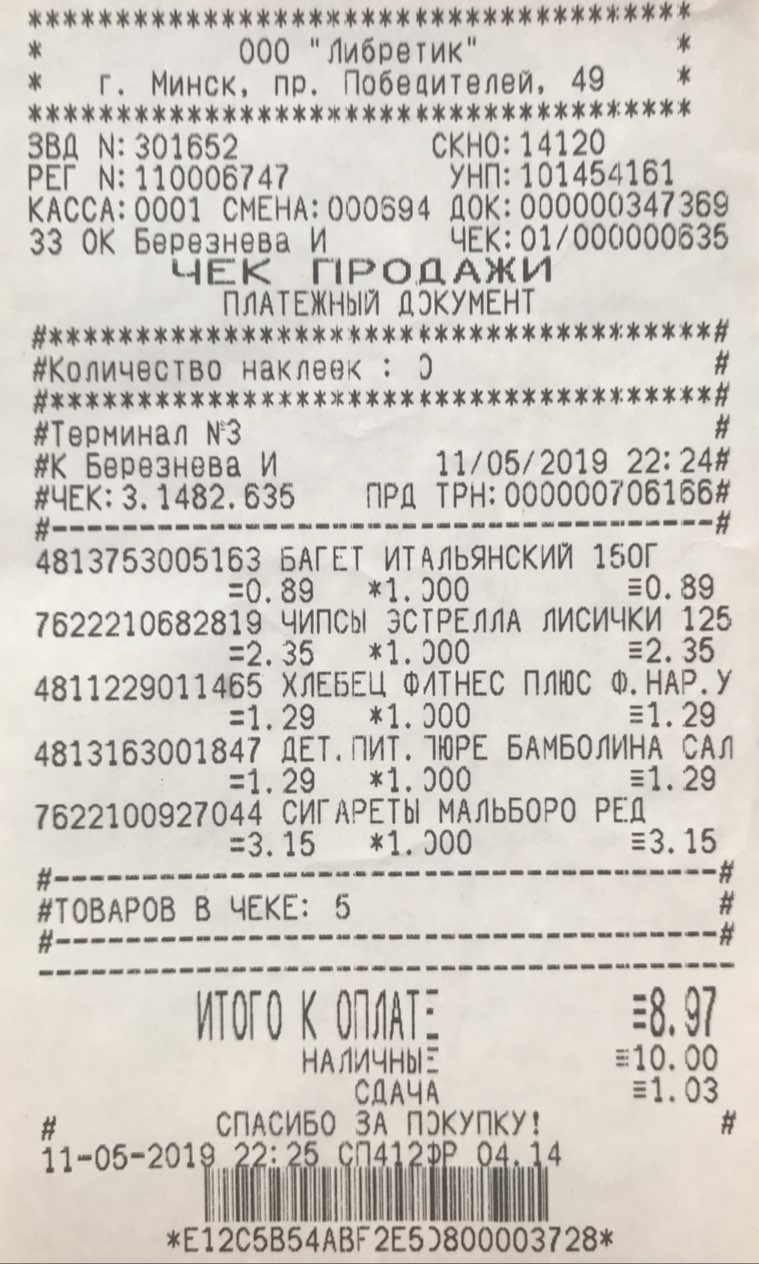 **************************************
* ООО "Либретик" *
* г. Минск, пр. Победителей, 49 *
**************************************
ЗВД N:301652 СКНО:14120
РЕГ N:110006747 УНП:101454161
КАССА:0001 СМЕНА:000694 ДОК:000000347369
33 ОК Березнева И ЧЕК:01/000000635
ЧЕК ПРОДАЖИ
ПЛАТЕЖНЫЙ ДОКУМЕНТ
#**************************************#
#Количество наклеек : 0 #
#**************************************#
#Терминал №3 #
#К Березнева И 11/05/2019 22:24#
#ЧЕК:3.1482.635 ПРД ТРН:000000706166#
#--------------------------------------#
4813753005163 БАГЕТ ИТАЛЬЯНСКИЙ 150Г
=0.89 *1.000 ≡0.89
7622210682819 ЧИПСЫ ЭСТРЕЛЛА ЛИСИЧКИ 125
=2.35 *1.000 ≡2.35
4811229011465 ХЛЕБЕЦ ФИТНЕС ПЛЮС Ф.НАР.У
=1.29 *1.000 ≡1.29
4813163001847 ДЕТ.ПИТ.ПЮРЕ БАМБОЛИНА САЛ
=1.29 *1.000 ≡1.29
7622100927044 СИГАРЕТЫ МАЛЬБОРО РЕД
=3.15 *1.000 ≡3.15
#--------------------------------------#
#ТОВАРОВ В ЧЕКЕ: 5 #
#--------------------------------------#
----------------------------------------
ИТОГО К ОПЛАТЕ ≡8.97
НАЛИЧНЫЕ ≡10.00
СДАЧА ≡1.03
# СПАСИБО ЗА ПОКУПКУ! #
11-05-2019 22:25 СП412ФР 04.14
*E12C5B54ABF2E50800003728*